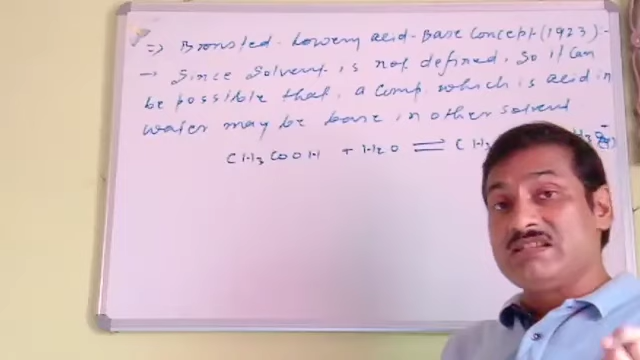 ⇒ Bronsted-Lowery acid-Base Concept (1923) -
→ Since Solvent is not defined, So it Can
be possible that a Comp. which is acid in
water may be base in other solvent.
CH3COOH + H2O ⇌ CH3